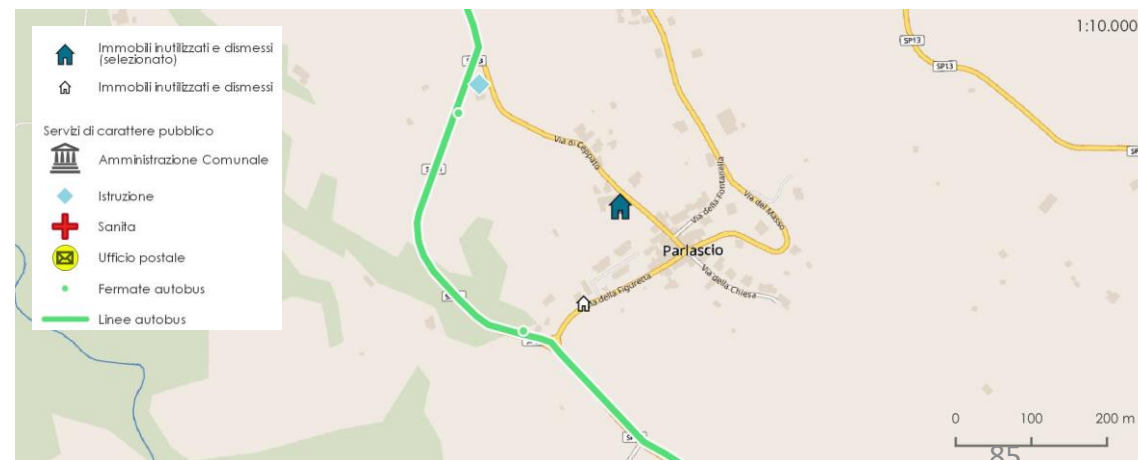 Immobili inutilizzati e dismessi
(selezionato)
Immobili inutilizzati e dismessi
Servizi di carattere pubblico
Amministrazione Comunale
Istruzione
Sanita
Ufficio postale
Fermate autobus
Linee autobus
1:10.000
SP13
SP13
Via di Ceppato
Via della Fontanella
Via del Masso
Parlascio
Via della Chiesa
Via della Figuretta
0 100 200 m
85